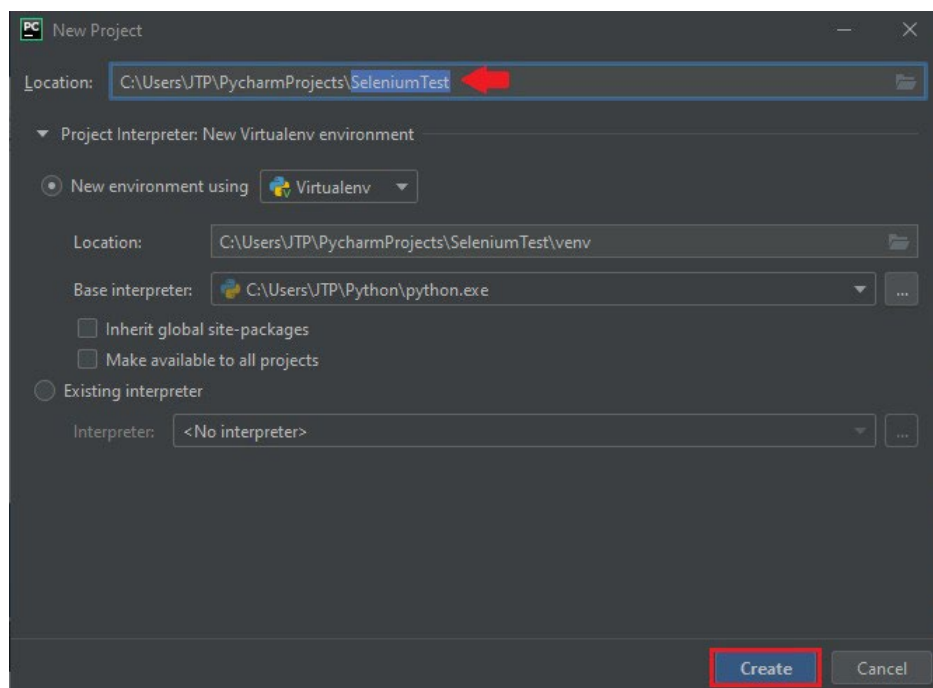 PC New Project
Location: C:\Users\JTP\PycharmProjects\SeleniumTest
Project Interpreter: New Virtualenv environment
New environment using Virtualenv
Location: C:\Users\JTP\PycharmProjects\SeleniumTest\venv
Base interpreter: C:\Users\JTP\Python\python.exe ...
Inherit global site-packages
Make available to all projects
Existing interpreter
Interpreter: <No interpreter> ...
Create Cancel